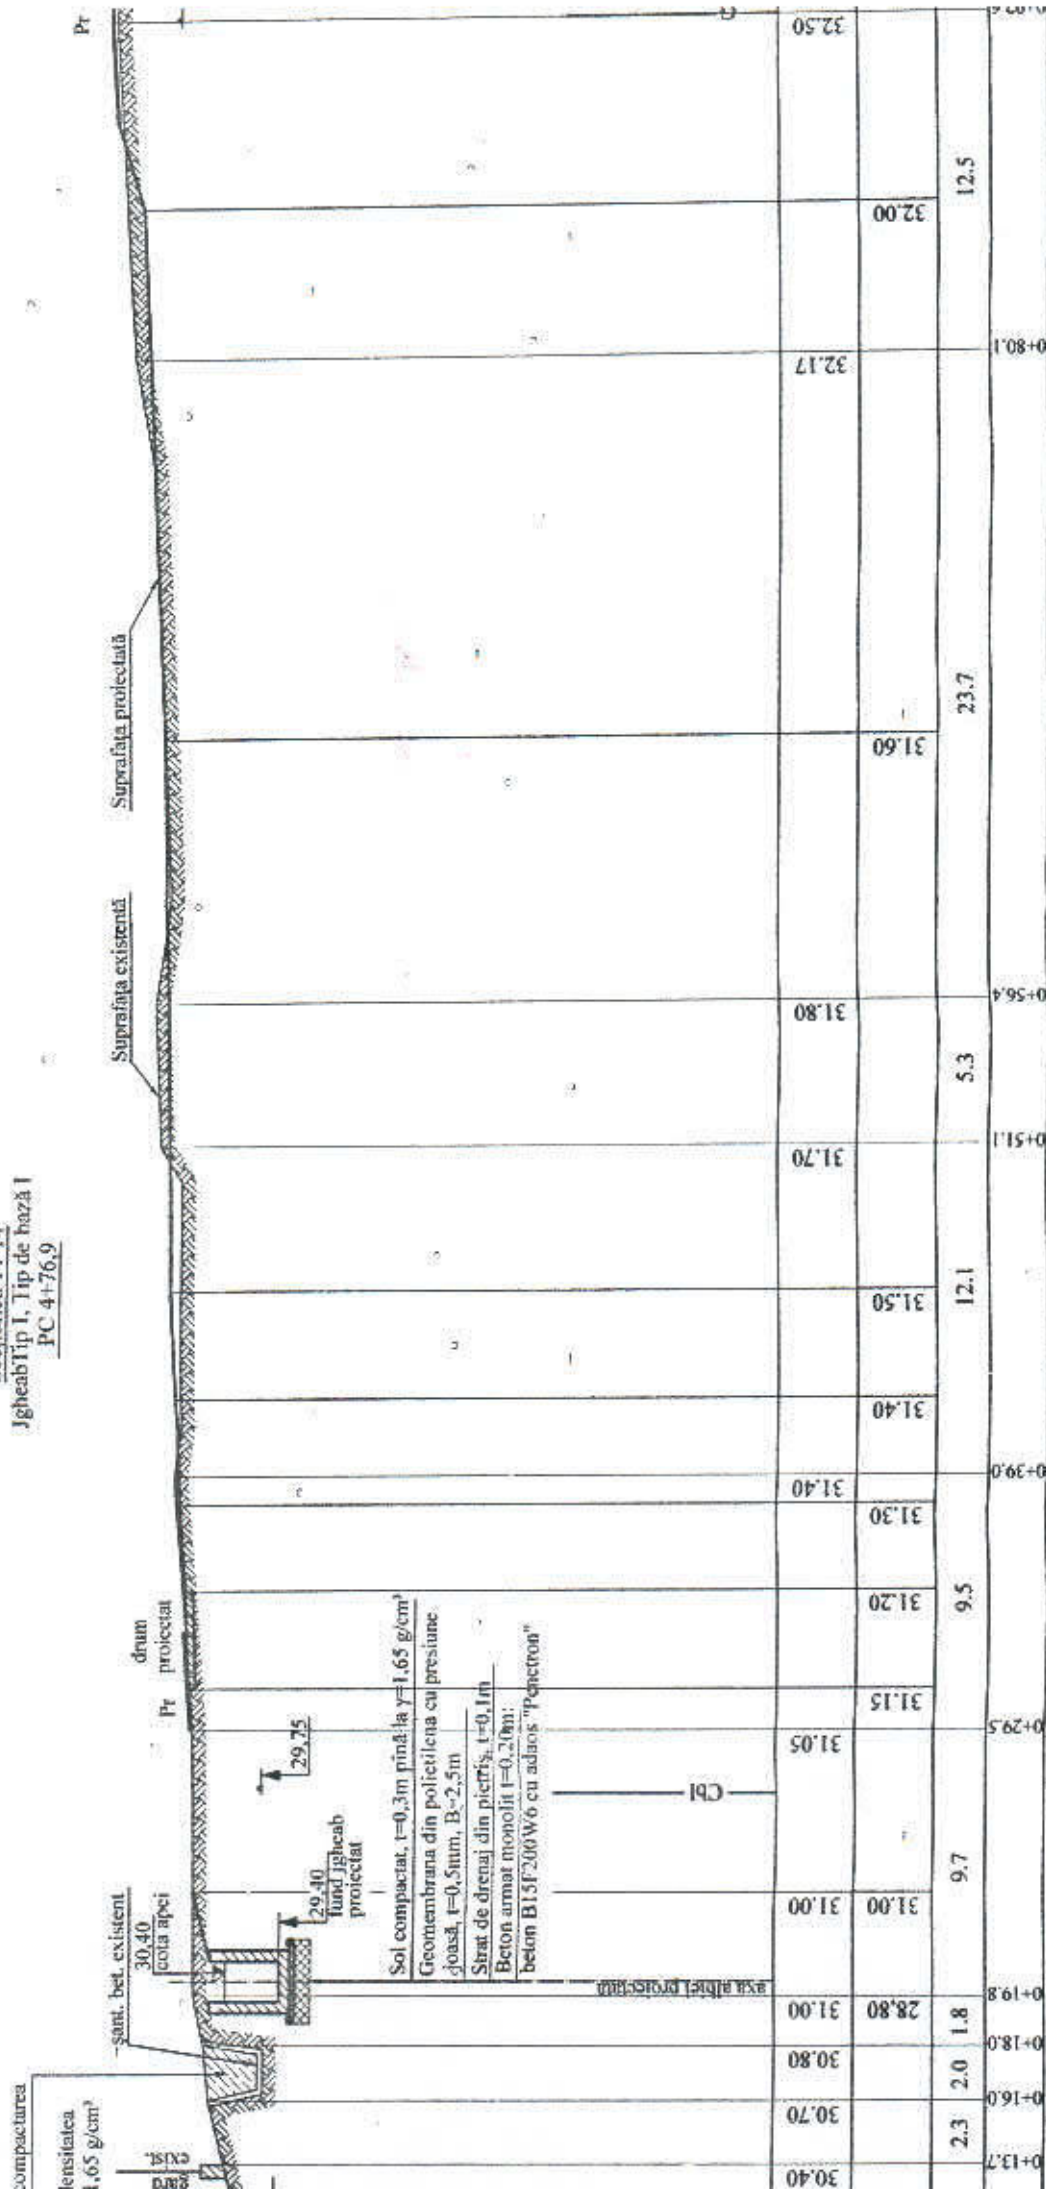 JgheabTip I, Tip de bază I
PC 4+76,9
Pr
Suprafața proiectată
Suprafața existentă
drum
proiectat
Pr
29,75
29,40
fund jgheab
proiectat
sant. bet. existent
30,40
cota apei
compactarea
1,65 g/cm³
exist.
Sol compactat, t=0,3m pînă la γ=1,65 g/cm³
Geomembrana din polietilena cu presiune
joasă, t=0,5mm, B=2,5m
Strat de drenaj din pietriș, t=0,1m
Beton armat monolit t=0,20m:
beton B15F200W6 cu adaos "Penetron"
Cbl
axa albiei proiectată
30.40
30.70
30.80
31.00
31.00
31.05
31.40
31.70
31.80
32.17
32.50
28,80
31.00
31.15
31.20
31.30
31.40
31.50
31.60
32.00
2.3
2.0
1.8
9.7
9.5
12.1
5.3
23.7
12.5
0+13.7
0+16.0
0+18.0
0+19.8
0+29.5
0+39.0
0+51.1
0+56.4
0+80.1